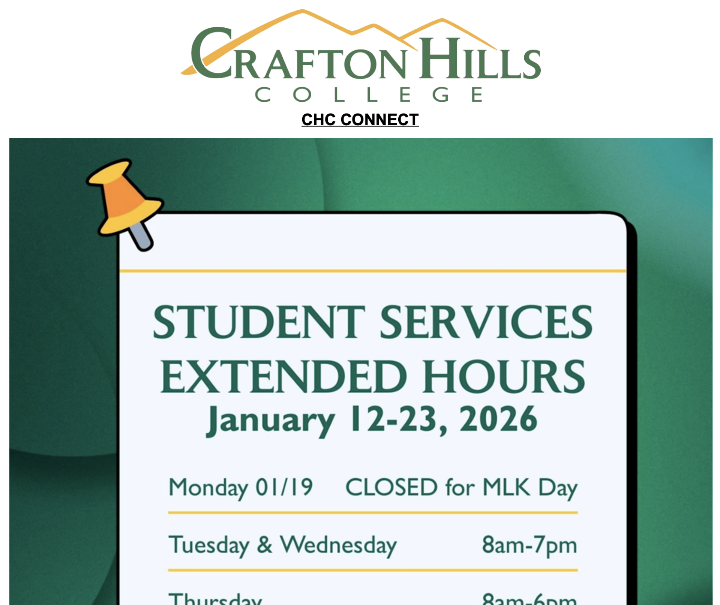 CRAFTON HILLS
COLLEGE
CHC CONNECT
STUDENT SERVICES
EXTENDED HOURS
January 12-23, 2026
Monday 01/19 CLOSED for MLK Day
Tuesday & Wednesday 8am-7pm
Thursday 8am-6pm